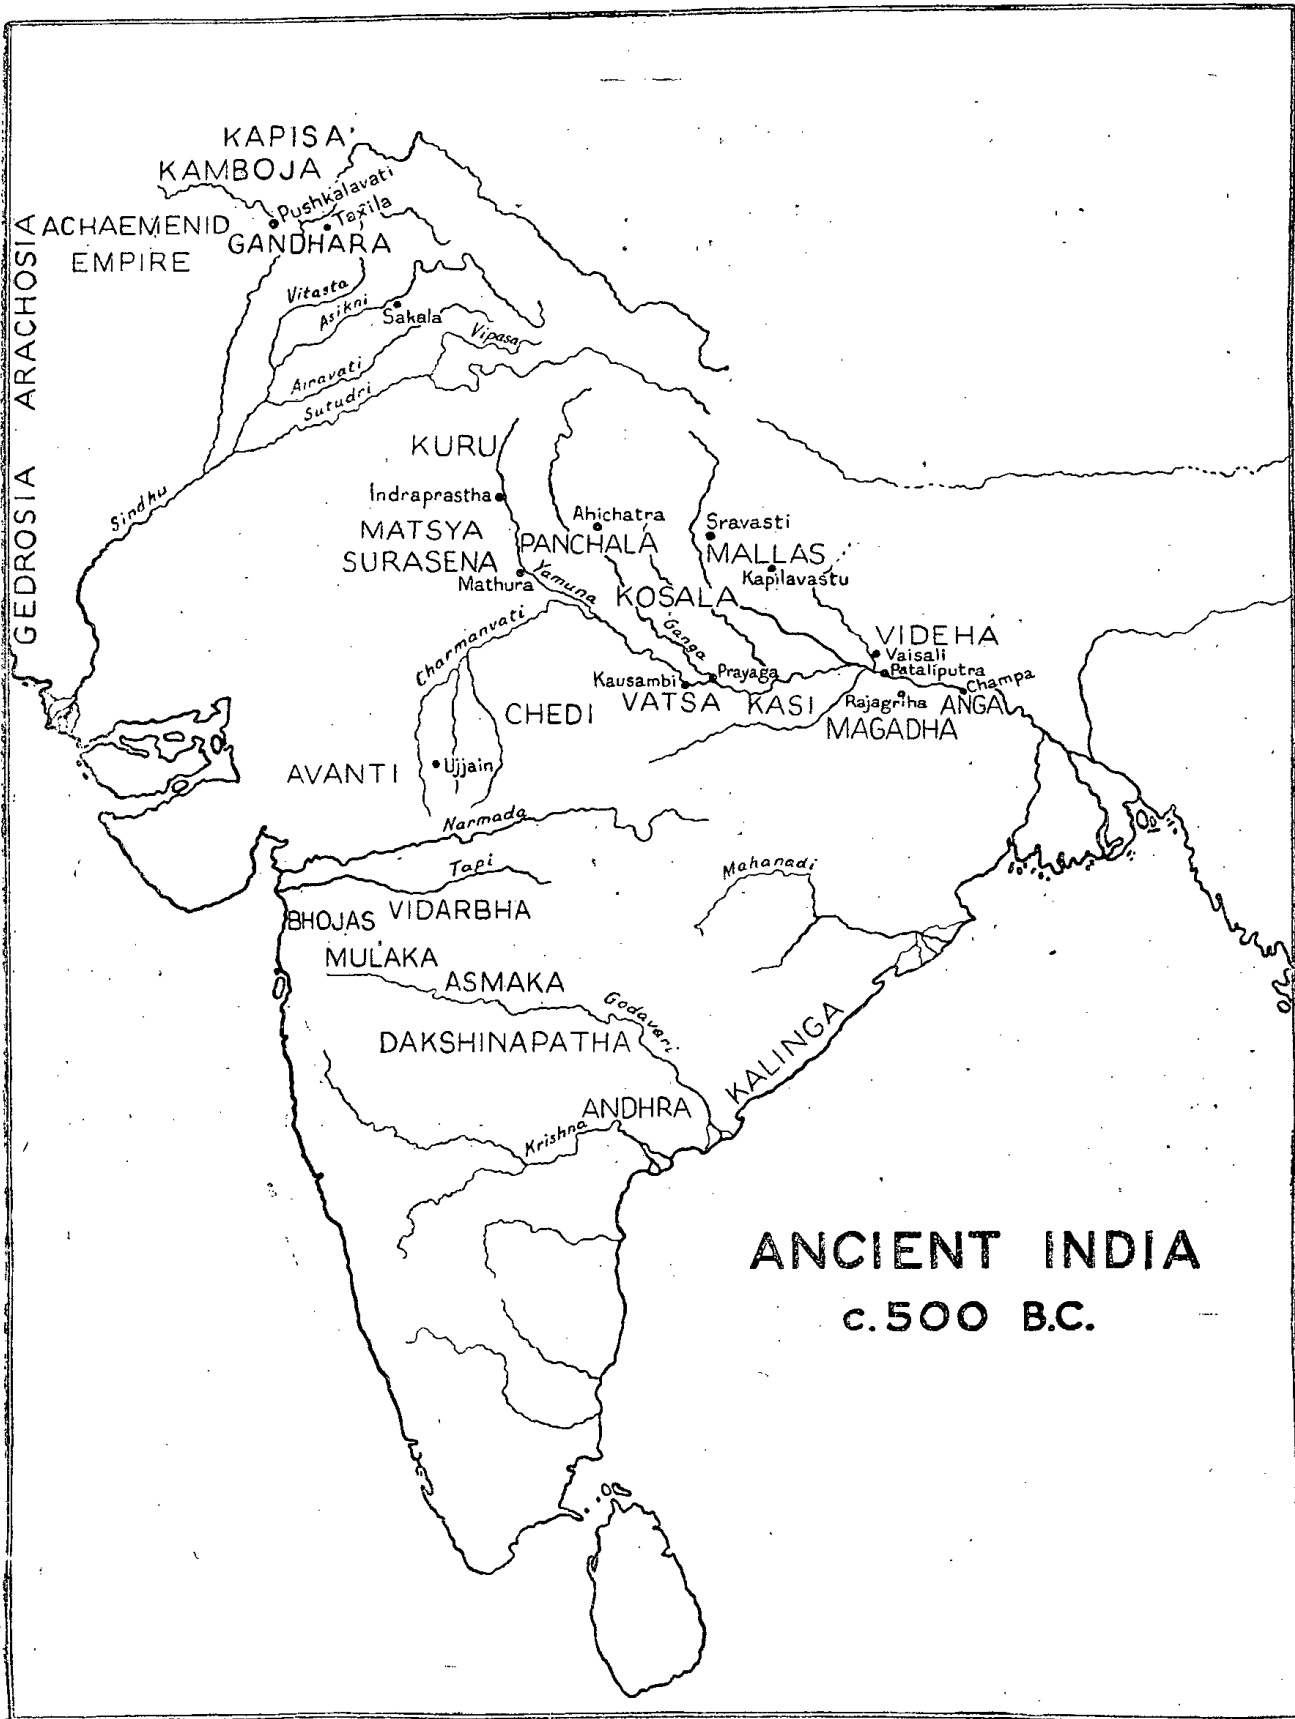 KAPISA
KAMBOJA
Pushkalavati
Taxila
ACHAEMENID
EMPIRE
GANDHARA
ARACHOSIA
GEDROSIA
Vitasta
Asikni
Sakala
Vipasa
Airavati
Sutudri
Sindhu
KURU
Indraprastha
Ahichatra
Sravasti
MATSYA
PANCHALA
MALLAS
SURASENA
Kapilavastu
Mathura
Yamuna
KOSALA
Charmanvati
Ganga
VIDEHA
Vaisali
Kausambi
Prayaga
Pataliputra
Champa
VATSA
KASI
Rajagriha
ANGA
CHEDI
MAGADHA
AVANTI
Ujjain
Narmada
Tapi
Mahanadi
BHOJAS
VIDARBHA
MULAKA
ASMAKA
Godavari
DAKSHINAPATHA
KALINGA
ANDHRA
Krishna
ANCIENT INDIA
c.500 B.C.